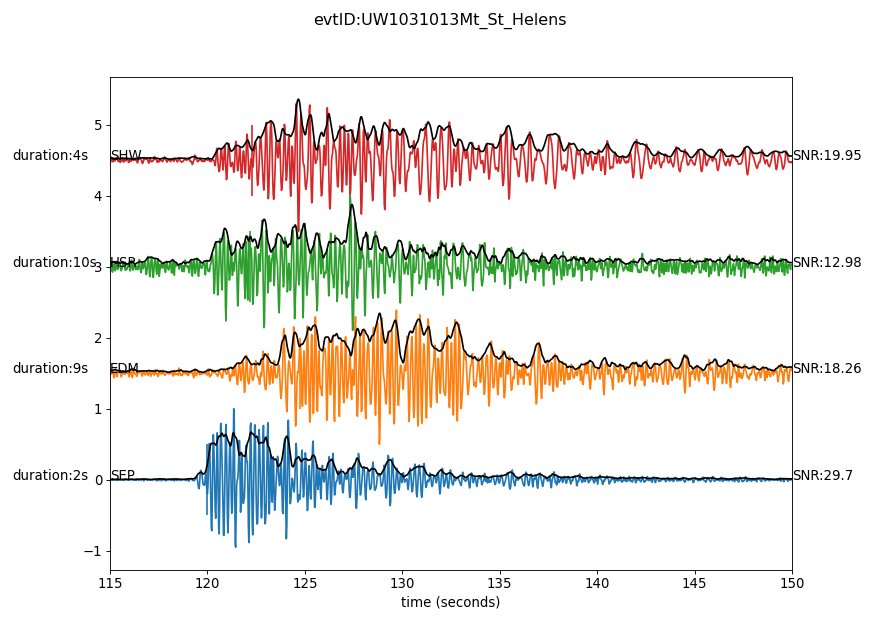 evtID:UW1031013Mt_St_Helens
5
duration:4s SHW SNR:19.95
4
duration:10s 3 HSR SNR:12.98
2
duration:9s EDM SNR:18.26
1
duration:2s SEP SNR:29.7
0
−1
115 120 125 130 135 140 145 150
time (seconds)